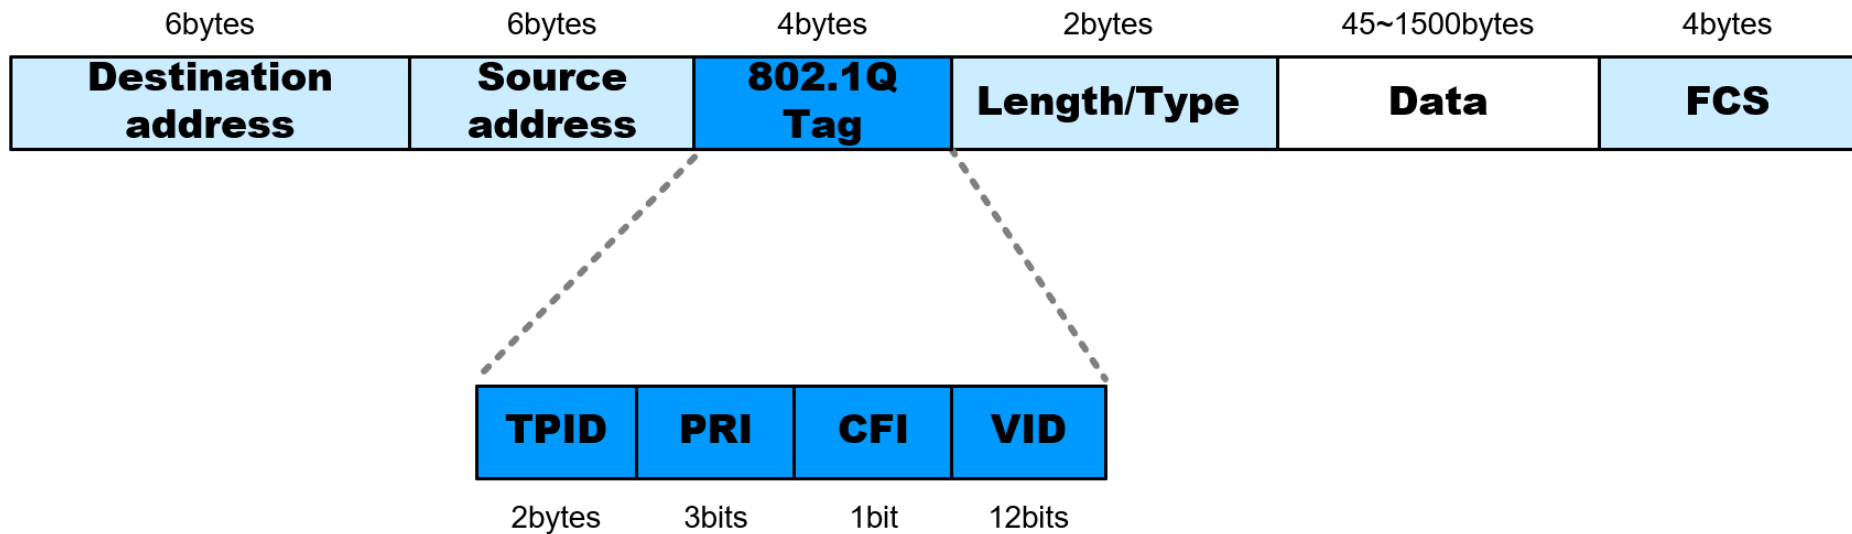 6bytes 6bytes 4bytes 2bytes 45~1500bytes 4bytes
Destination address Source address 802.1Q Tag Length/Type Data FCS
TPID PRI CFI VID
2bytes 3bits 1bit 12bits